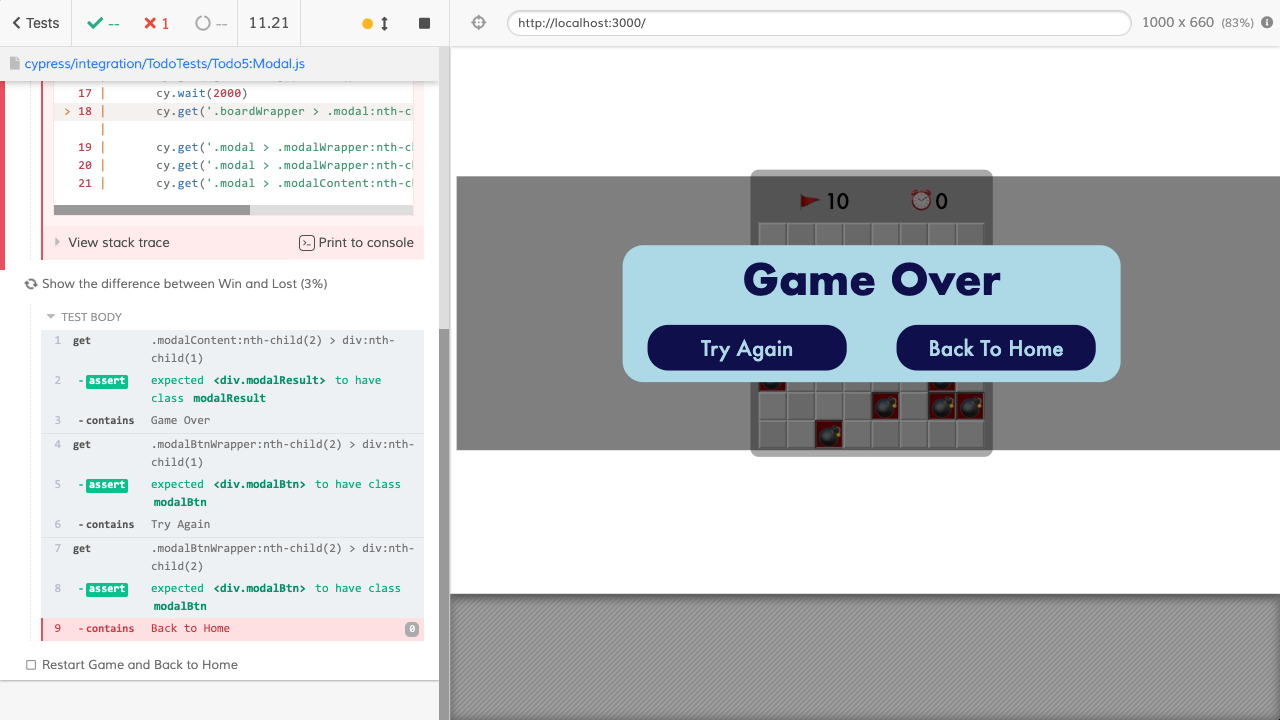 Tests
--
1
--
11.21
http://localhost:3000/
1000 x 660 (83%)
cypress/integration/TodoTests/Todo5:Modal.js
17 | cy.wait(2000)
> 18 | cy.get('.boardWrapper > .modal:nth-c
|
19 | cy.get('.modal > .modalWrapper:nth-c
20 | cy.get('.modal > .modalWrapper:nth-c
21 | cy.get('.modal > .modalContent:nth-c
View stack trace
Print to console
Show the difference between Win and Lost (3%)
TEST BODY
1 get .modalContent:nth-child(2) > div:nth-
child(1)
2 -assert expected <div.modalResult> to have
class modalResult
3 -contains Game Over
4 get .modalBtnWrapper:nth-child(2) > div:nth-
child(1)
5 -assert expected <div.modalBtn> to have class
modalBtn
6 -contains Try Again
7 get .modalBtnWrapper:nth-child(2) > div:nth-
child(2)
8 -assert expected <div.modalBtn> to have class
modalBtn
9 -contains Back to Home 0
Restart Game and Back to Home
10
0
Game Over
Try Again
Back To Home